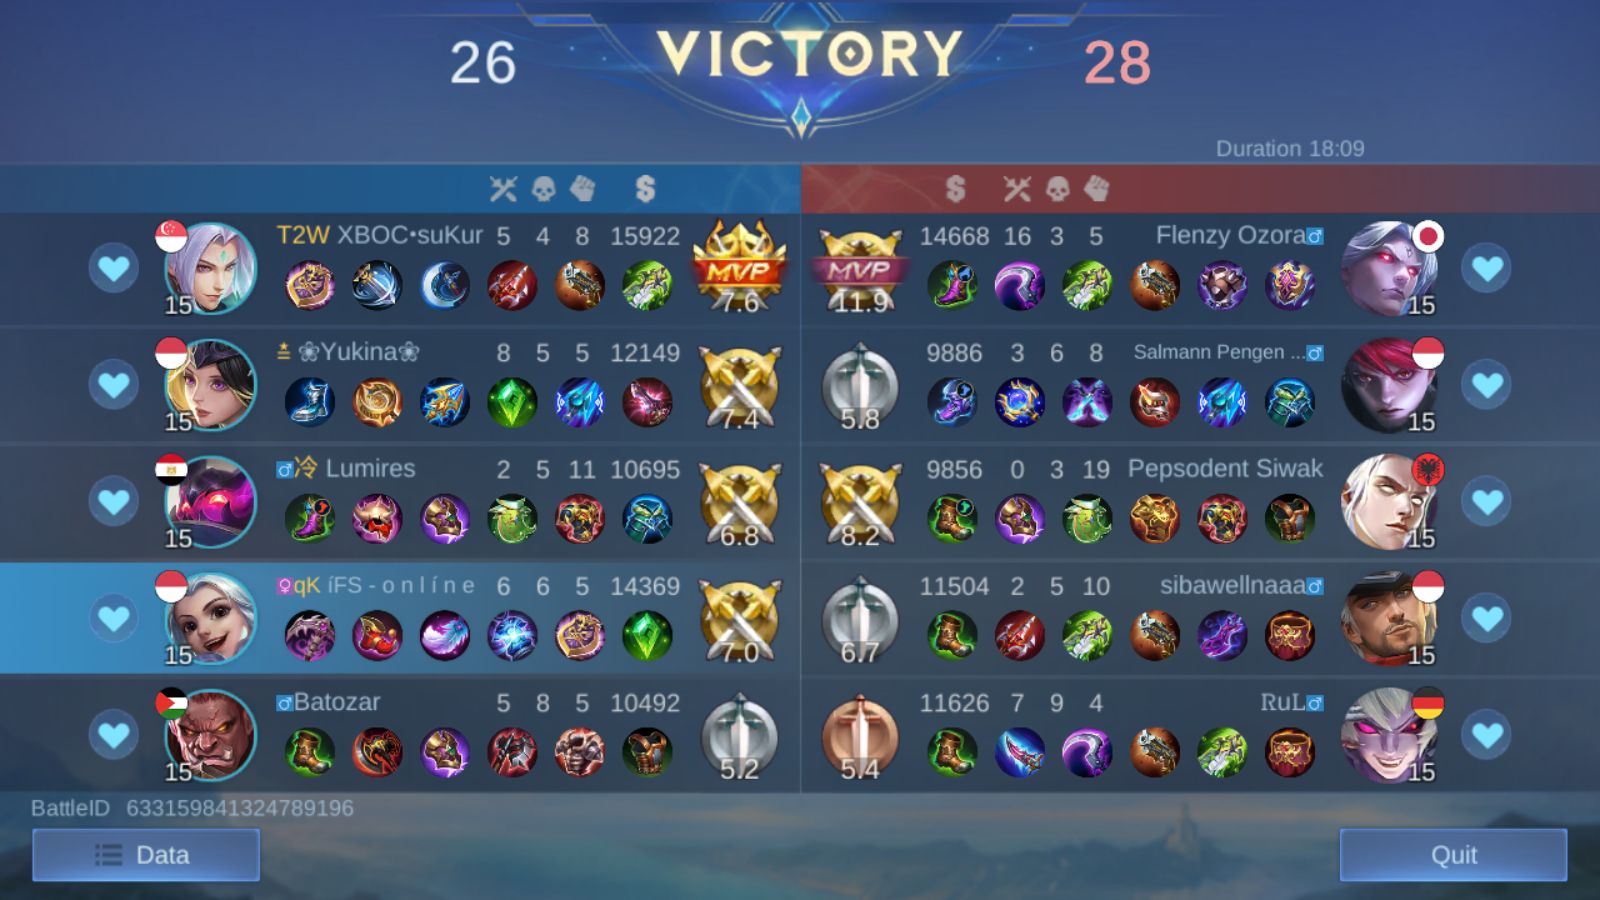 26 VICTORY 28
Duration 18:09
T2W XBOC•suKur 5 4 8 15922 MVP 7.6 15
MVP 11.9 14668 16 3 5 Flenzy Ozora♂ 15
❀Yukina❀ 8 5 5 12149 7.4 15
5.8 9886 3 6 8 Salmann Pengen ...♂ 15
♂冷 Lumires 2 5 11 10695 6.8 15
8.2 9856 0 3 19 Pepsodent Siwak 15
♀qK íFS - o n l í n e 6 6 5 14369 7.0 15
6.7 11504 2 5 10 sibawellnaaa♂ 15
♂Batozar 5 8 5 10492 5.2 15
5.4 11626 7 9 4 RuL♂ 15
BattleID 633159841324789196
Data
Quit